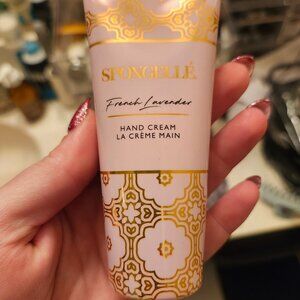 SPONGELLÉ
French Lavender
HAND CREAM
LA CRÈME MAIN